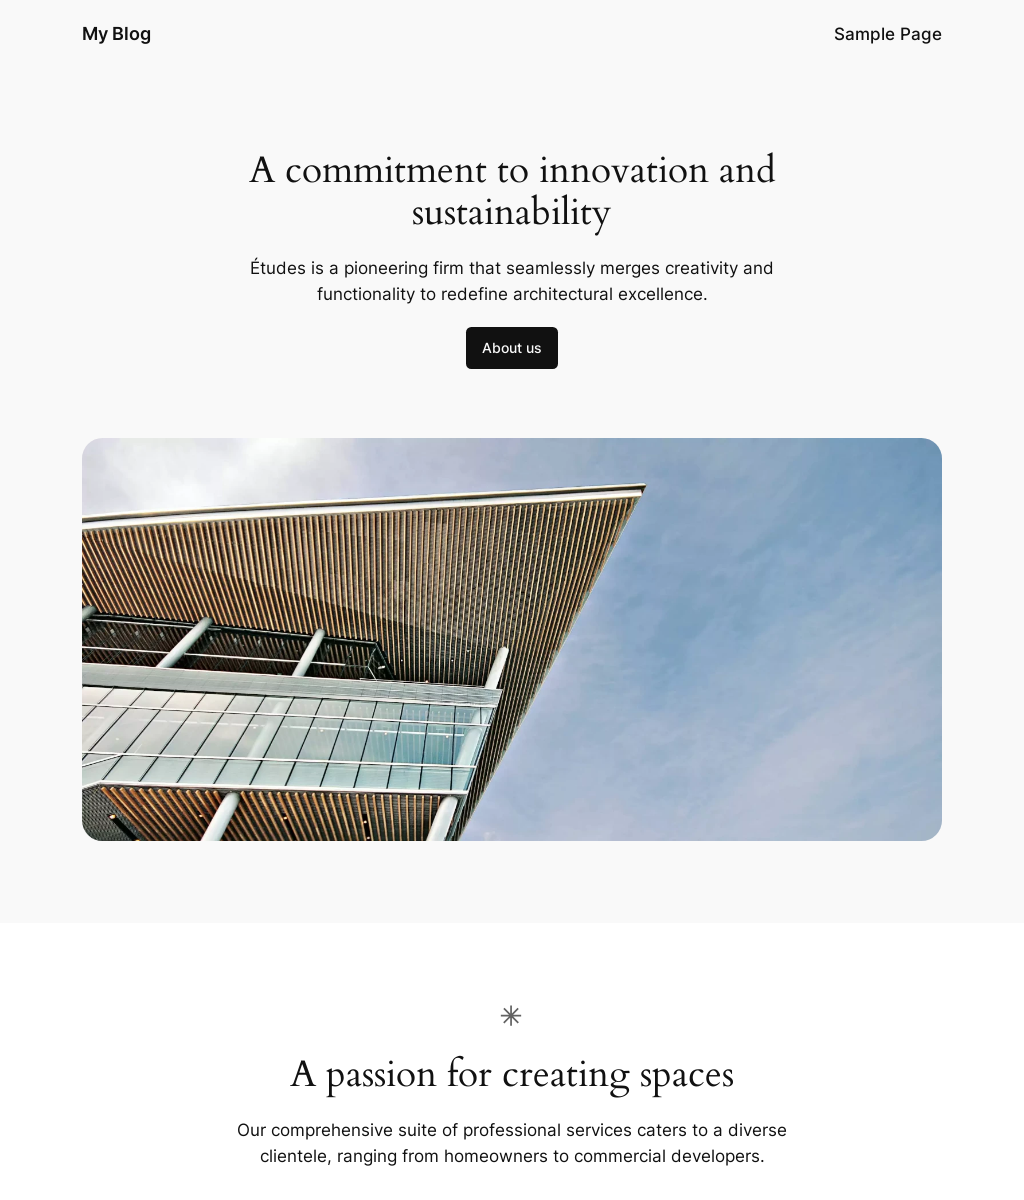 My Blog
Sample Page
A commitment to innovation and
sustainability
Études is a pioneering firm that seamlessly merges creativity and
functionality to redefine architectural excellence.
About us
A passion for creating spaces
Our comprehensive suite of professional services caters to a diverse
clientele, ranging from homeowners to commercial developers.